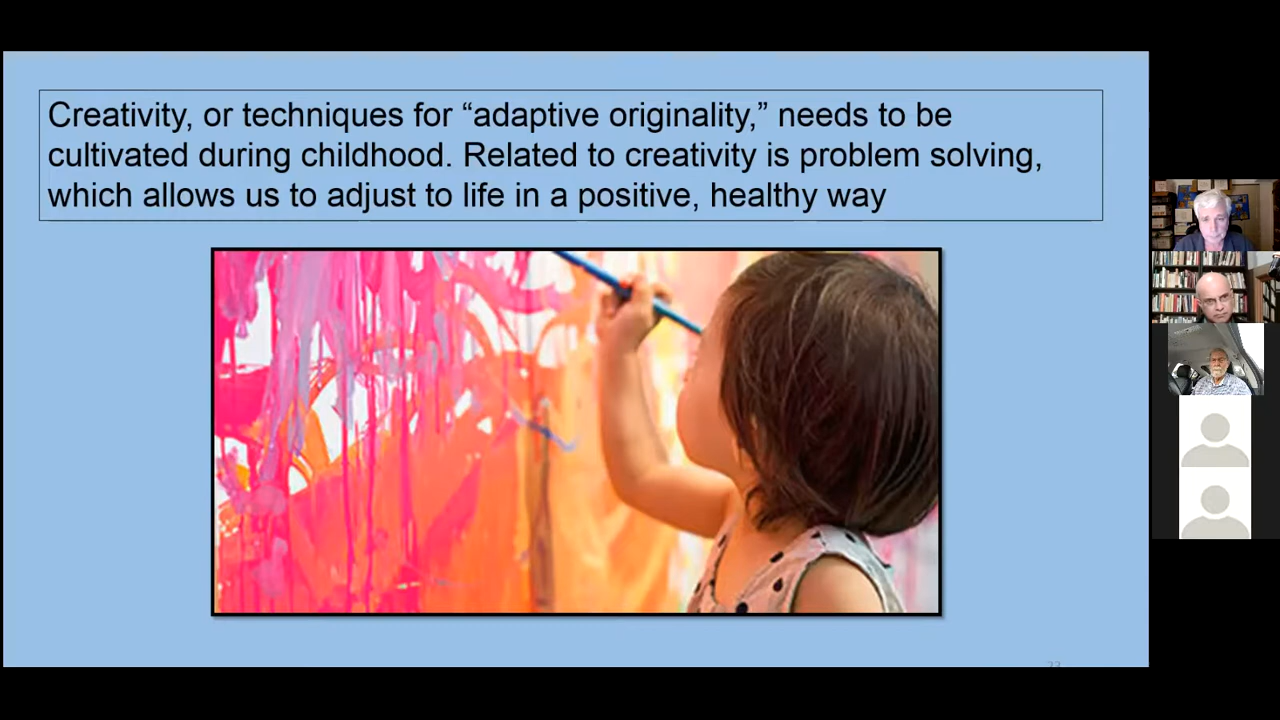 Creativity, or techniques for “adaptive originality,” needs to be
cultivated during childhood. Related to creativity is problem solving,
which allows us to adjust to life in a positive, healthy way
23